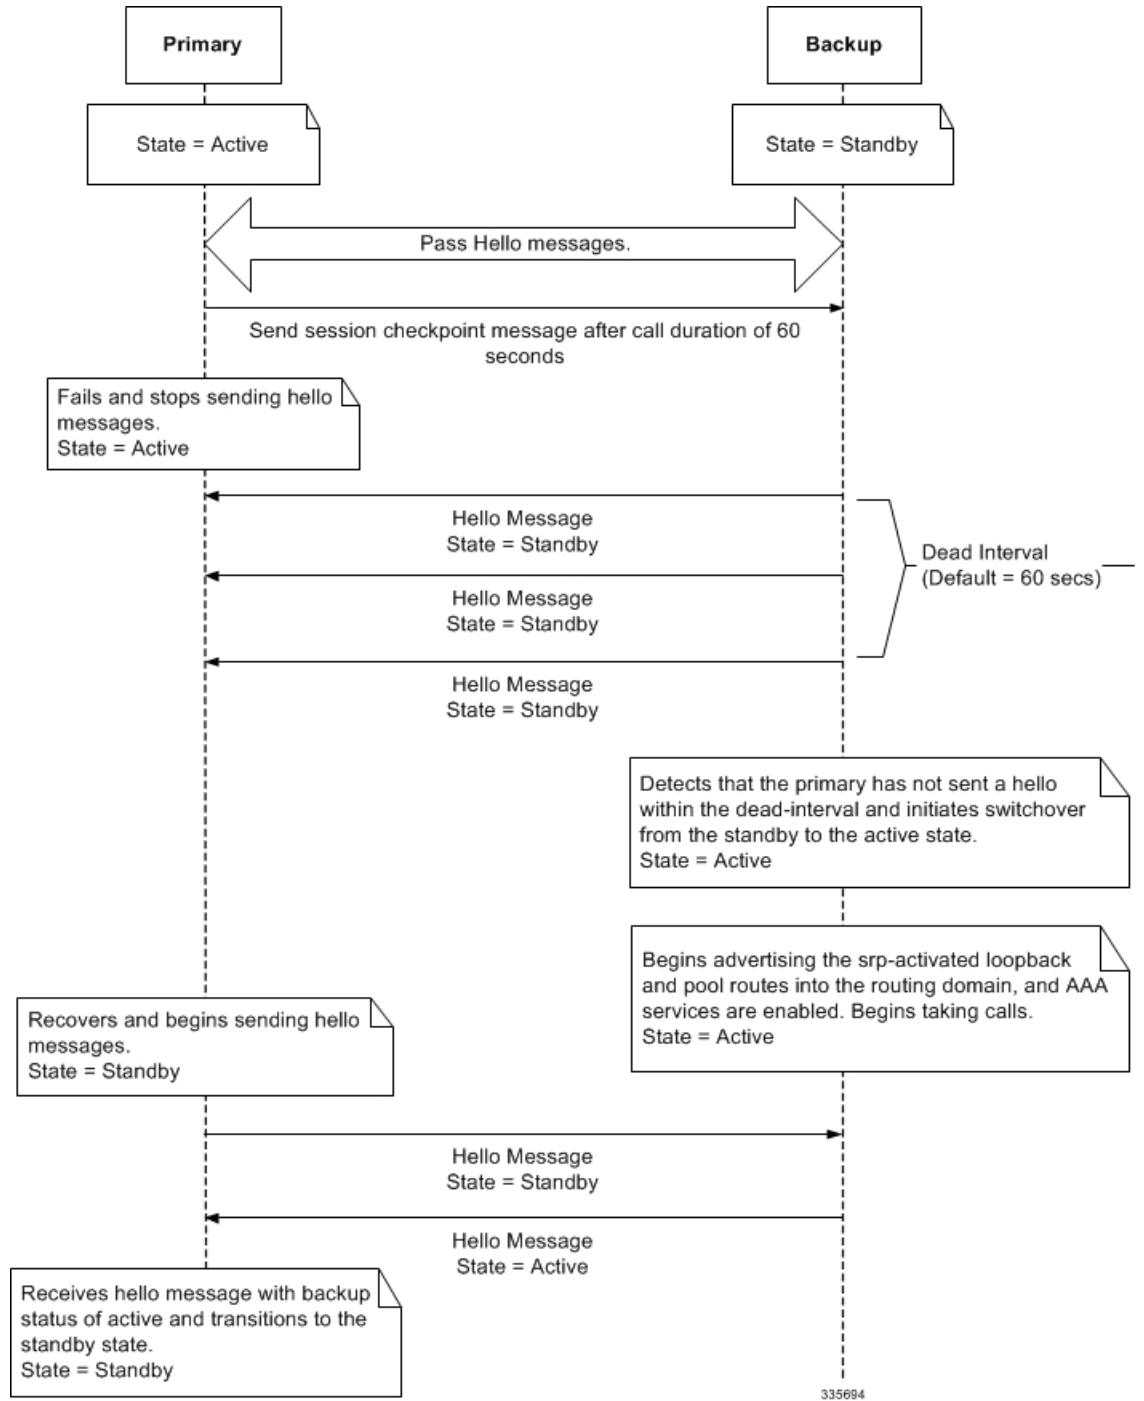 Primary
Backup
State = Active
State = Standby
Pass Hello messages.
Send session checkpoint message after call duration of 60
seconds
Fails and stops sending hello
messages.
State = Active
Hello Message
State = Standby
Dead Interval
(Default = 60 secs)
Hello Message
State = Standby
Hello Message
State = Standby
Detects that the primary has not sent a hello
within the dead-interval and initiates switchover
from the standby to the active state.
State = Active
Begins advertising the srp-activated loopback
and pool routes into the routing domain, and AAA
services are enabled. Begins taking calls.
State = Active
Recovers and begins sending hello
messages.
State = Standby
Hello Message
State = Standby
Hello Message
State = Active
Receives hello message with backup
status of active and transitions to the
standby state.
State = Standby
335694